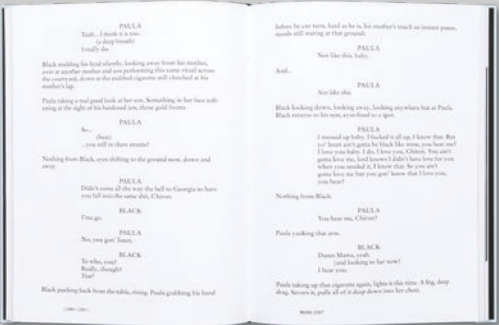 PAULA
Yeah... I think it is too.
(a deep breath)
I really do.
Black nodding his head silently, looking away from his mother,
over at another mother and son performing this same ritual across
the courtyard, down at the stubbed cigarette still clenched at his
mother's lap.
Paula taking a real good look at her son. Something in her face soft-
ening at the sight of his hardened jaw, those gold fronts.
PAULA
So...
(beat)
...you still in them streets?
Nothing from Black, eyes shifting to the ground now, down and
away.
PAULA
Didn't come all the way the hell to Georgia to have
you fall into the same shit, Chiron.
BLACK
I'ma go.
PAULA
No, you gon' listen.
BLACK
To who, you?
Really, though?
You?
Black pushing back from the table, rising. Paula grabbing his hand
before he can turn, hard as he is, his mother's touch an instant pause,
stands still staring at that ground:
PAULA
Not like this, baby.
And...
PAULA
Not like this.
Black looking down, looking away, looking anywhere but at Paula.
Black returns to his seat, eyes fixed to a spot.
PAULA
I messed up baby. I fucked it all up, I know that. But
yo' heart ain't gotta be black like mine, you hear me?
I love you baby. I do, I love you, Chiron. You ain't
gotta love me, lord knows I didn't have love for you
when you needed it, I know that. So you ain't
gotta love me but you gon' know that I love you,
you hear?
Nothing from Black.
PAULA
You hear me, Chiron?
Paula yanking that arm.
BLACK
Damn Mama, yeah.
(and looking to her now)
I hear you.
Paula taking up that cigarette again, lights it this time. A big, deep
drag. Savors it, pulls all of it deep down into her chest.
MOONLIGHT